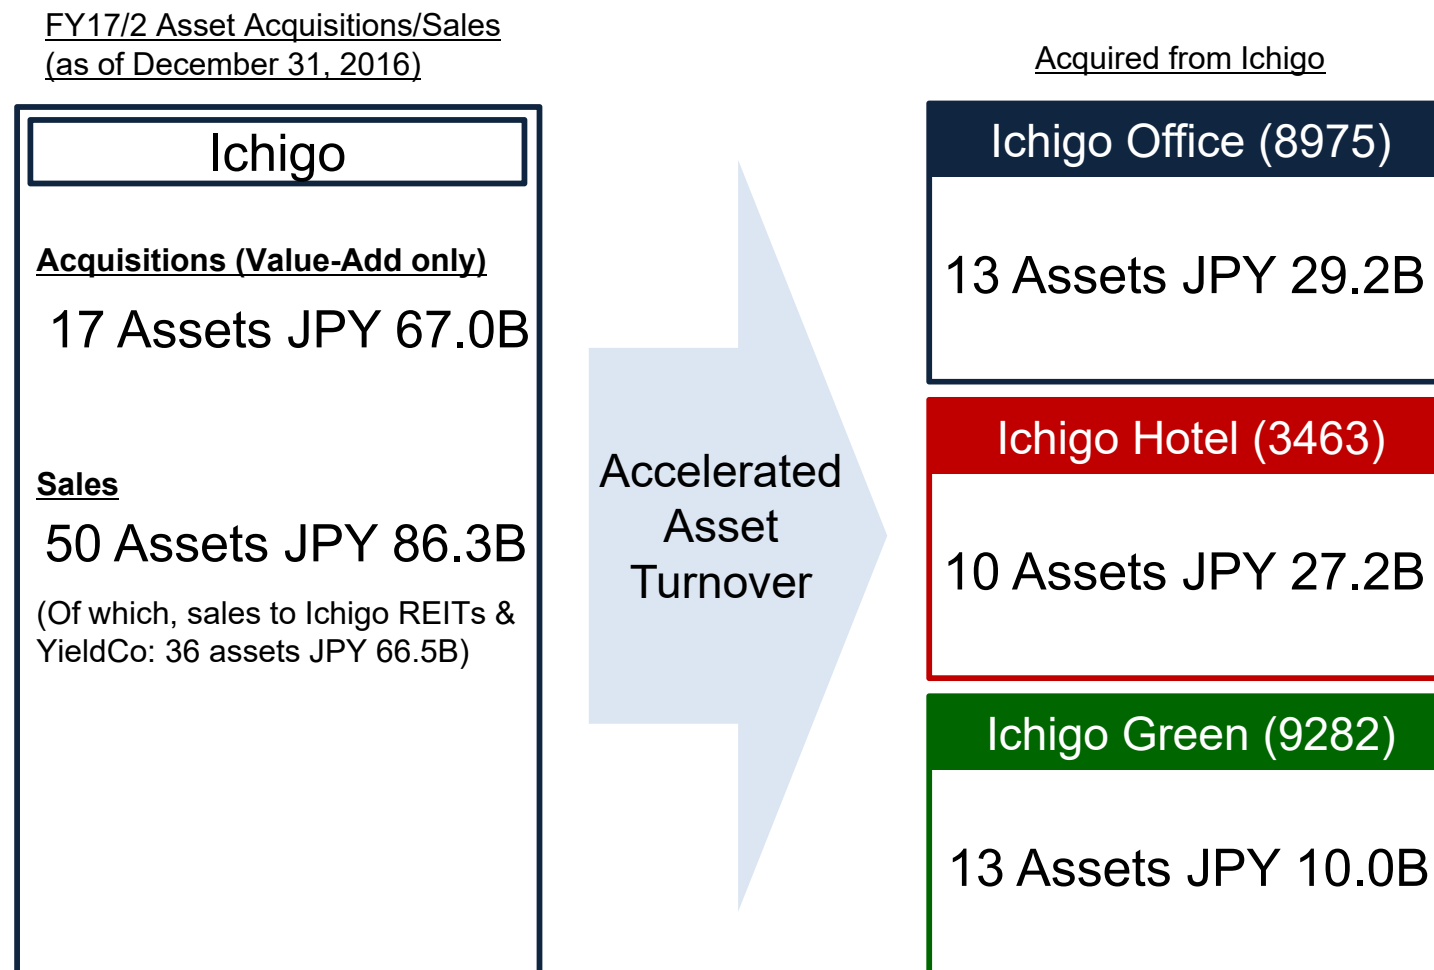 FY17/2 Asset Acquisitions/Sales
(as of December 31, 2016)
Ichigo
Acquisitions (Value-Add only)
17 Assets JPY 67.0B
Sales
50 Assets JPY 86.3B
(Of which, sales to Ichigo REITs &
YieldCo: 36 assets JPY 66.5B)
Accelerated
Asset
Turnover
Acquired from Ichigo
Ichigo Office (8975)
13 Assets JPY 29.2B
Ichigo Hotel (3463)
10 Assets JPY 27.2B
Ichigo Green (9282)
13 Assets JPY 10.0B